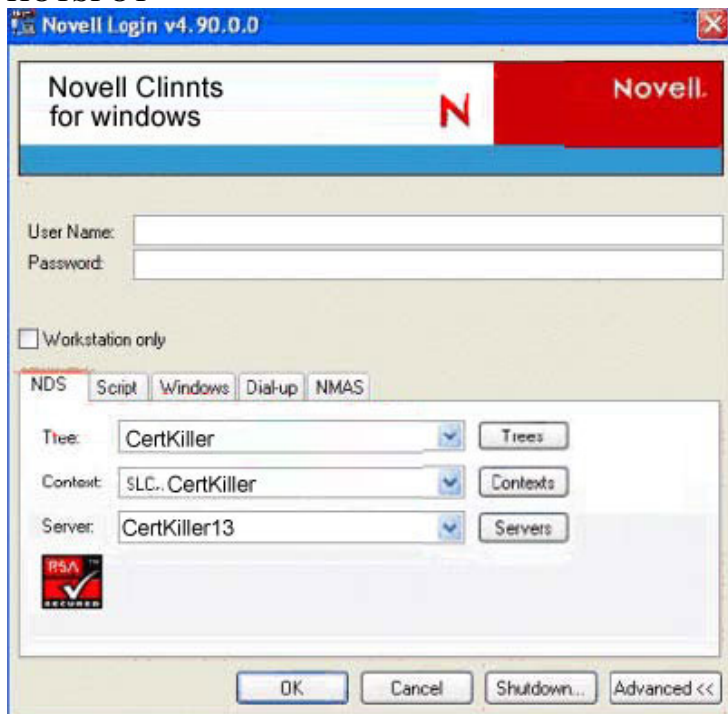 Novell Login v4.90.0.0
Novell Clinnts
for windows
N
Novell.
User Name:
Password:
Workstation only
NDS Script Windows Dial-up NMAS
Tree: CertKiller Trees
Context: SLC.. CertKiller Contexts
Server: CertKiller13 Servers
RSA ™
SECURED
OK Cancel Shutdown... Advanced <<